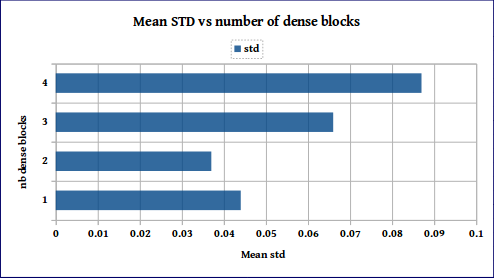 Mean STD vs number of dense blocks
std
nb dense blocks
4
3
2
1
0 0.01 0.02 0.03 0.04 0.05 0.06 0.07 0.08 0.09 0.1
Mean std